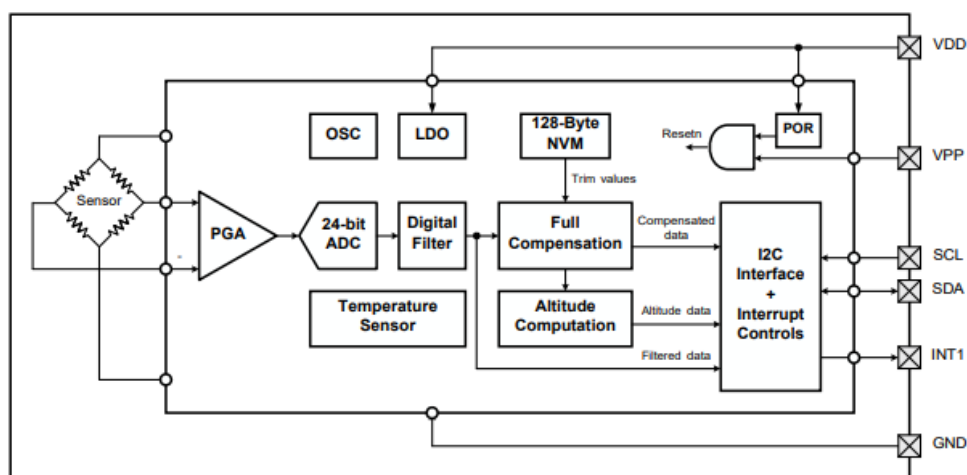 VDD
OSC
LDO
128-Byte
NVM
POR
Resetn
VPP
Trim values
Sensor
PGA
-
24-bit
ADC
Digital
Filter
Full
Compensation
Compensated
data
I2C
Interface
+
Interrupt
Controls
SCL
SDA
Temperature
Sensor
Altitude
Computation
Altitude data
Filtered data
INT1
GND